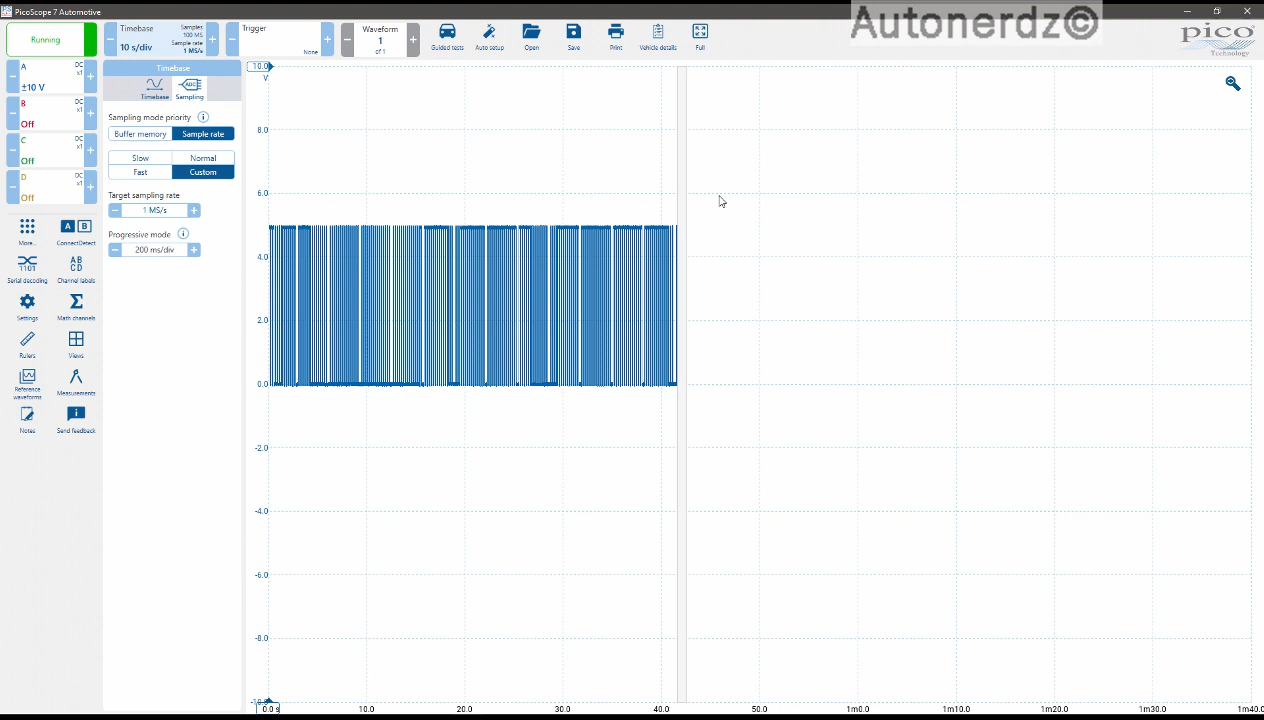 PicoScope 7 Automotive
Autonerdz©
Running
Timebase
10 s/div
Samples
100 MS
Sample rate
1 MS/s
Trigger
None
Waveform
1
of 1
Guided tests
Auto setup
Open
Save
Print
Vehicle details
Full
pico
Technology
A
DC
x1
±10 V
B
DC
x1
Off
C
DC
x1
Off
D
DC
x1
Off
More...
ConnectDetect
A B
Serial decoding
1101
Channel labels
AB
CD
Settings
Math channels
Rulers
Views
Reference
waveforms
Measurements
Notes
Send feedback
Timebase
Timebase
Sampling
Sampling mode priority
Buffer memory
Sample rate
Slow
Normal
Fast
Custom
Target sampling rate
- 1 MS/s +
Progressive mode
- 200 ms/div +
10.0
V
8.0
6.0
4.0
2.0
0.0
-2.0
-4.0
-6.0
-8.0
0.0 s
10.0
20.0
30.0
40.0
50.0
1m0.0
1m10.0
1m20.0
1m30.0
1m40.0